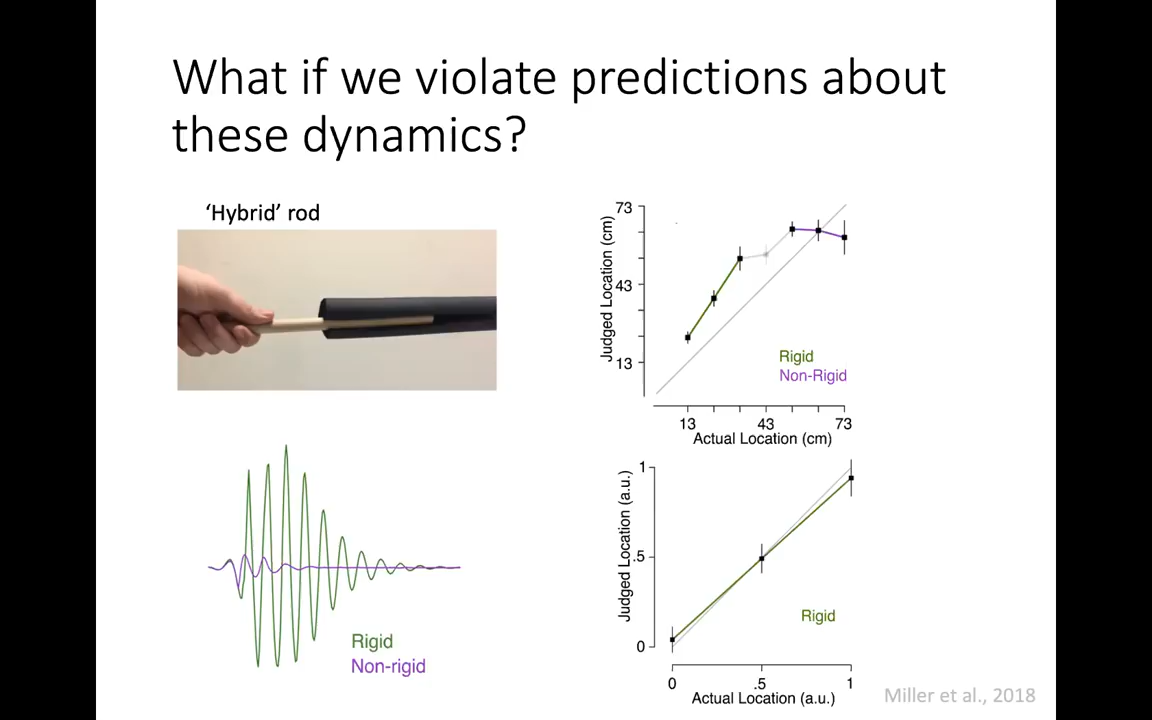 What if we violate predictions about
these dynamics?
‘Hybrid’ rod
73
43
13
Judged Location (cm)
Rigid
Non-Rigid
13 43 73
Actual Location (cm)
Rigid
Non-rigid
1
.5
0
Judged Location (a.u.)
Rigid
0 .5 1
Actual Location (a.u.)
Miller et al., 2018